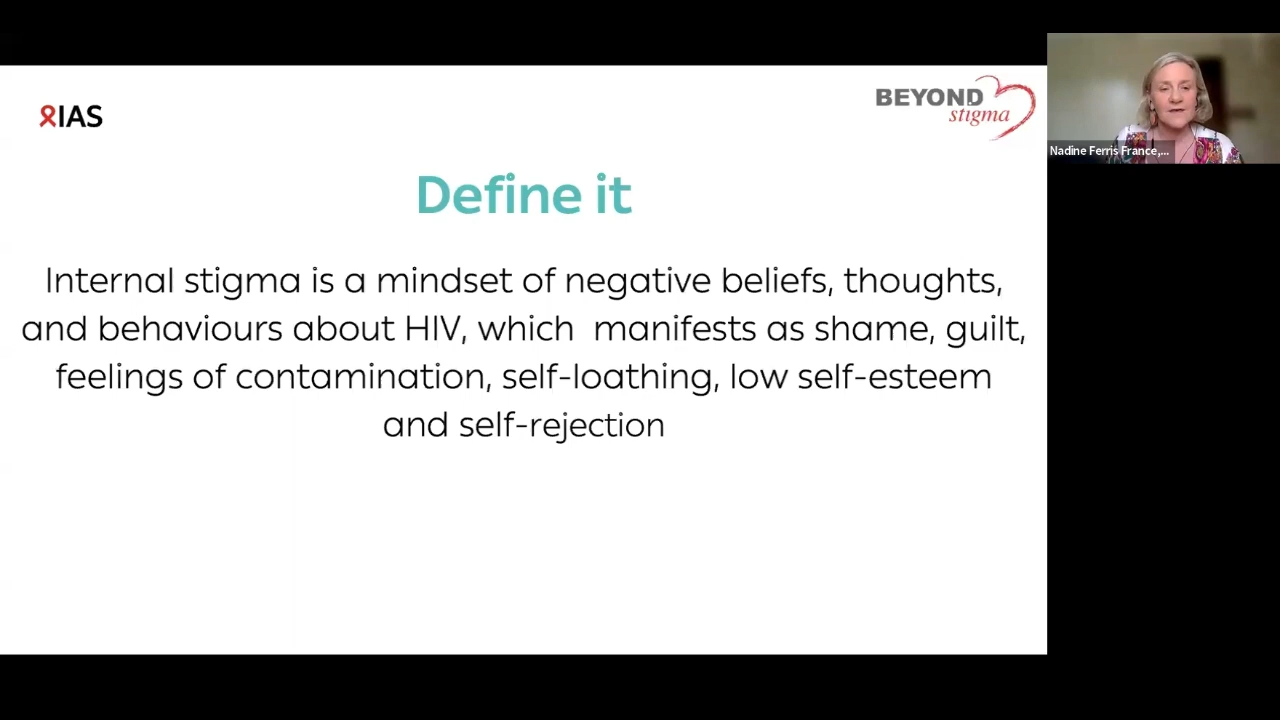 IAS
BEYOND
stigma
Nadine Ferris France,...
Define it
Internal stigma is a mindset of negative beliefs, thoughts,
and behaviours about HIV, which  manifests as shame, guilt,
feelings of contamination, self-loathing, low self-esteem
and self-rejection